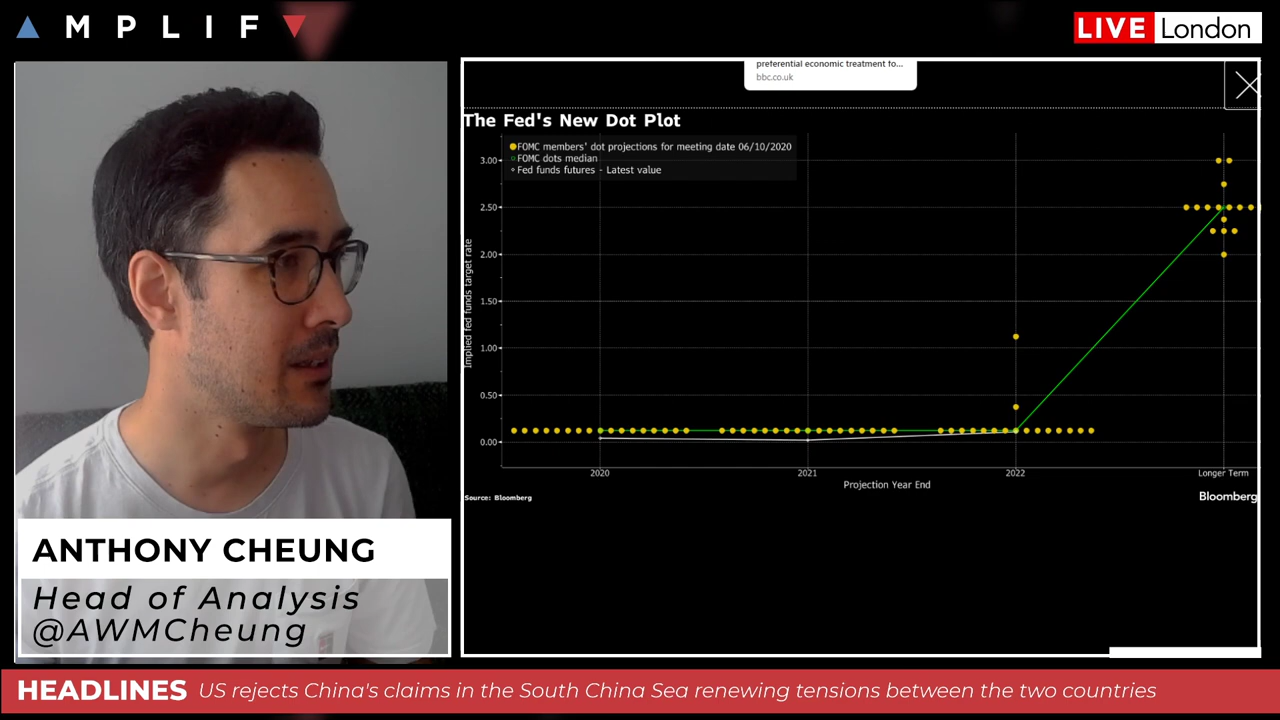 AMPLIFY
LIVE London
preferential economic treatment fo...
bbc.co.uk
The Fed's New Dot Plot
FOMC members' dot projections for meeting date 06/10/2020
FOMC dots median
Fed funds futures - Latest value
Implied fed funds target rate
3.00
2.50
2.00
1.50
1.00
0.50
0.00
2020
2021
2022
Longer Term
Projection Year End
Source: Bloomberg
Bloomberg
ANTHONY CHEUNG
Head of Analysis
@AWMCheung
HEADLINES US rejects China's claims in the South China Sea renewing tensions between the two countries